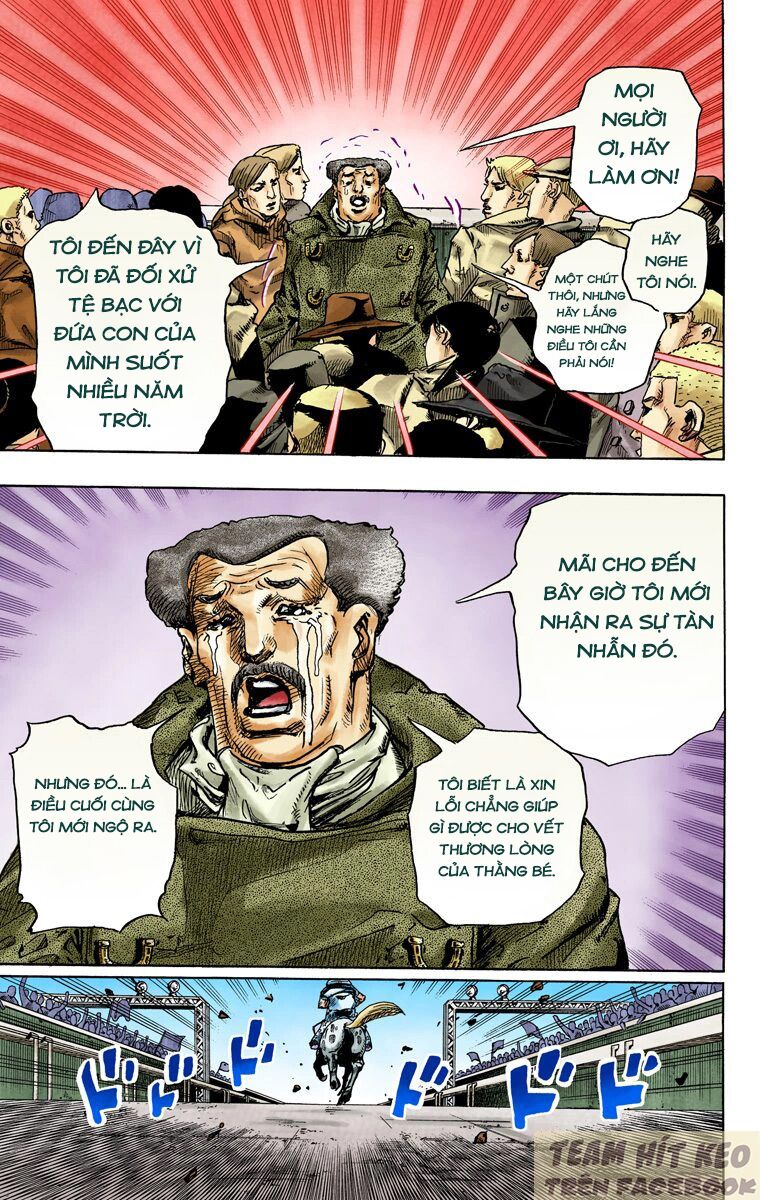 MỌI
NGƯỜI
ƠI, HÃY
LÀM ƠN!
HÃY
NGHE
TÔI NÓI.
MỘT CHÚT
THÔI, NHƯNG
HÃY LẮNG
NGHE NHỮNG
ĐIỀU TÔI CẦN
PHẢI NÓI!
TÔI ĐẾN ĐÂY VÌ
TÔI ĐÃ ĐỐI XỬ
TỆ BẠC VỚI
ĐỨA CON CỦA
MÌNH SUỐT
NHIỀU NĂM
TRỜI.
MÃI CHO ĐẾN
BÂY GIỜ TÔI MỚI
NHẬN RA SỰ TÀN
NHẪN ĐÓ.
TÔI BIẾT LÀ XIN
LỖI CHẲNG GIÚP
GÌ ĐƯỢC CHO VẾT
THƯƠNG LÒNG
CỦA THẰNG BÉ.
NHƯNG ĐÓ... LÀ
ĐIỀU CUỐI CÙNG
TÔI MỚI NGỘ RA.
ドドド
ドドド
TEAM HÍT KEO
TRÊN FACEBOOK